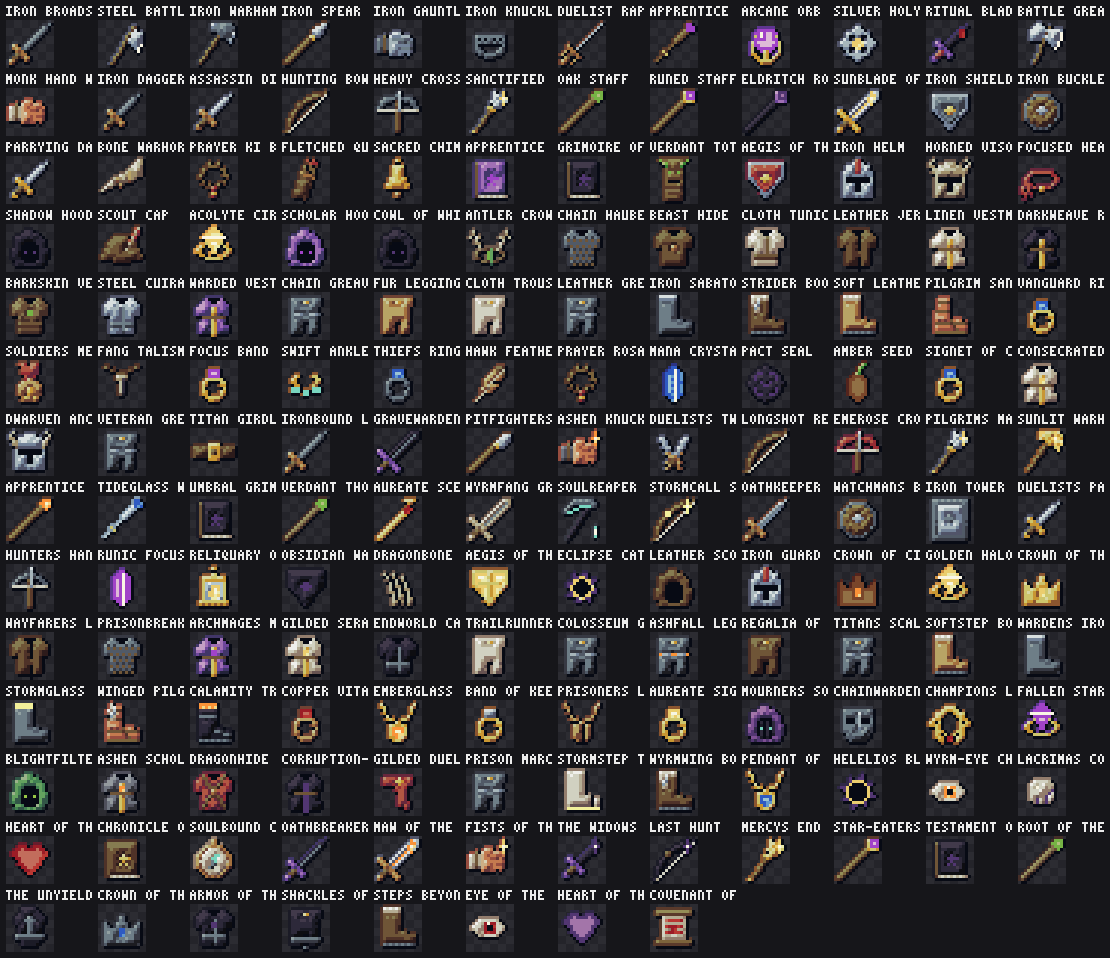 IRON BROADS STEEL BATTL IRON WARHAM IRON SPEAR IRON GAUNTL IRON KNUCKL DUELIST RAP APPRENTICE ARCANE ORB SILVER HOLY RITUAL BLAD BATTLE GREA
MONK HAND W IRON DAGGER ASSASSIN DI HUNTING BOW HEAVY CROSS SANCTIFIED OAK STAFF RUNED STAFF ELDRITCH RO SUNBLADE OF IRON SHIELD IRON BUCKLE
PARRYING DA BONE WARHOR PRAYER KI B FLETCHED QU SACRED CHIM APPRENTICE GRIMOIRE OF VERDANT TOT AEGIS OF TH IRON HELM HORNED VISO FOCUSED HEA
SHADOW HOOD SCOUT CAP ACOLYTE CIR SCHOLAR HOO COWL OF WHI ANTLER CROW CHAIN HAUBE BEAST HIDE CLOTH TUNIC LEATHER JER LINEN VESTM DARKWEAVE R
BARKSKIN VE STEEL CUIRA WARDED VEST CHAIN GREAV FUR LEGGING CLOTH TROUS LEATHER GRE IRON SABATO STRIDER BOO SOFT LEATHE PILGRIM SAN VANGUARD RI
SOLDIERS ME FANG TALISM FOCUS BAND SWIFT ANKLE THIEFS RING HAWK FEATHE PRAYER ROSA MANA CRYSTA PACT SEAL AMBER SEED SIGNET OF C CONSECRATED
DWARVEN ANC VETERAN GRE TITAN GIRDL IRONBOUND L GRAVEWARDEN PITFIGHTERS ASHEN KNUCK DUELISTS TW LONGSHOT RE EMEROSE CRO PILGRIMS MA SUNLIT WARH
APPRENTICE TIDEGLASS W UMBRAL GRIM VERDANT THO AUREATE SCE WYRMFANG GR SOULREAPER STORMCALL S OATHKEEPER WATCHMANS B IRON TOWER DUELISTS PA
HUNTERS HAN RUNIC FOCUS RELIQUARY O OBSIDIAN WA DRAGONBONE AEGIS OF TH ECLIPSE CAT LEATHER SCO IRON GUARD CROWN OF CI GOLDEN HALO CROWN OF TH
WAYFARERS L PRISONBREAK ARCHMAGES M GILDED SERA ENDWORLD CA TRAILRUNNER COLOSSEUM G ASHFALL LEG REGALIA OF TITANS SCAL SOFTSTEP BO WARDENS IRO
STORMGLASS WINGED PILG CALAMITY TR COPPER VITA EMBERGLASS BAND OF KEE PRISONERS L AUREATE SIG MOURNERS SO CHAINWARDEN CHAMPIONS L FALLEN STAR
BLIGHTFILTE ASHEN SCHOL DRAGONHIDE CORRUPTION- GILDED DUEL PRISON MARC STORMSTEP T WYRMWING BO PENDANT OF HELELIOS BL WYRM-EYE CH LACRIMAS CO
HEART OF TH CHRONICLE O SOULBOUND C OATHBREAKER MAW OF THE FISTS OF TH THE WIDOWS LAST HUNT MERCYS END STAR-EATERS TESTAMENT O ROOT OF THE
THE UNYIELD CROWN OF TH ARMOR OF TH SHACKLES OF STEPS BEYON EYE OF THE HEART OF TH COVENANT OF